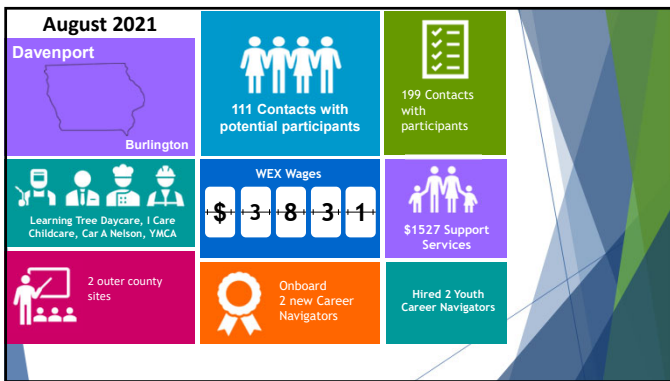 August 2021
Davenport
Burlington
111 Contacts with
potential participants
199 Contacts
with
participants
Learning Tree Daycare, I Care
Childcare, Car A Nelson, YMCA
WEX Wages
$ 3 8 3 1
$1527 Support
Services
2 outer county
sites
Onboard
2 new Career
Navigators
Hired 2 Youth
Career Navigators